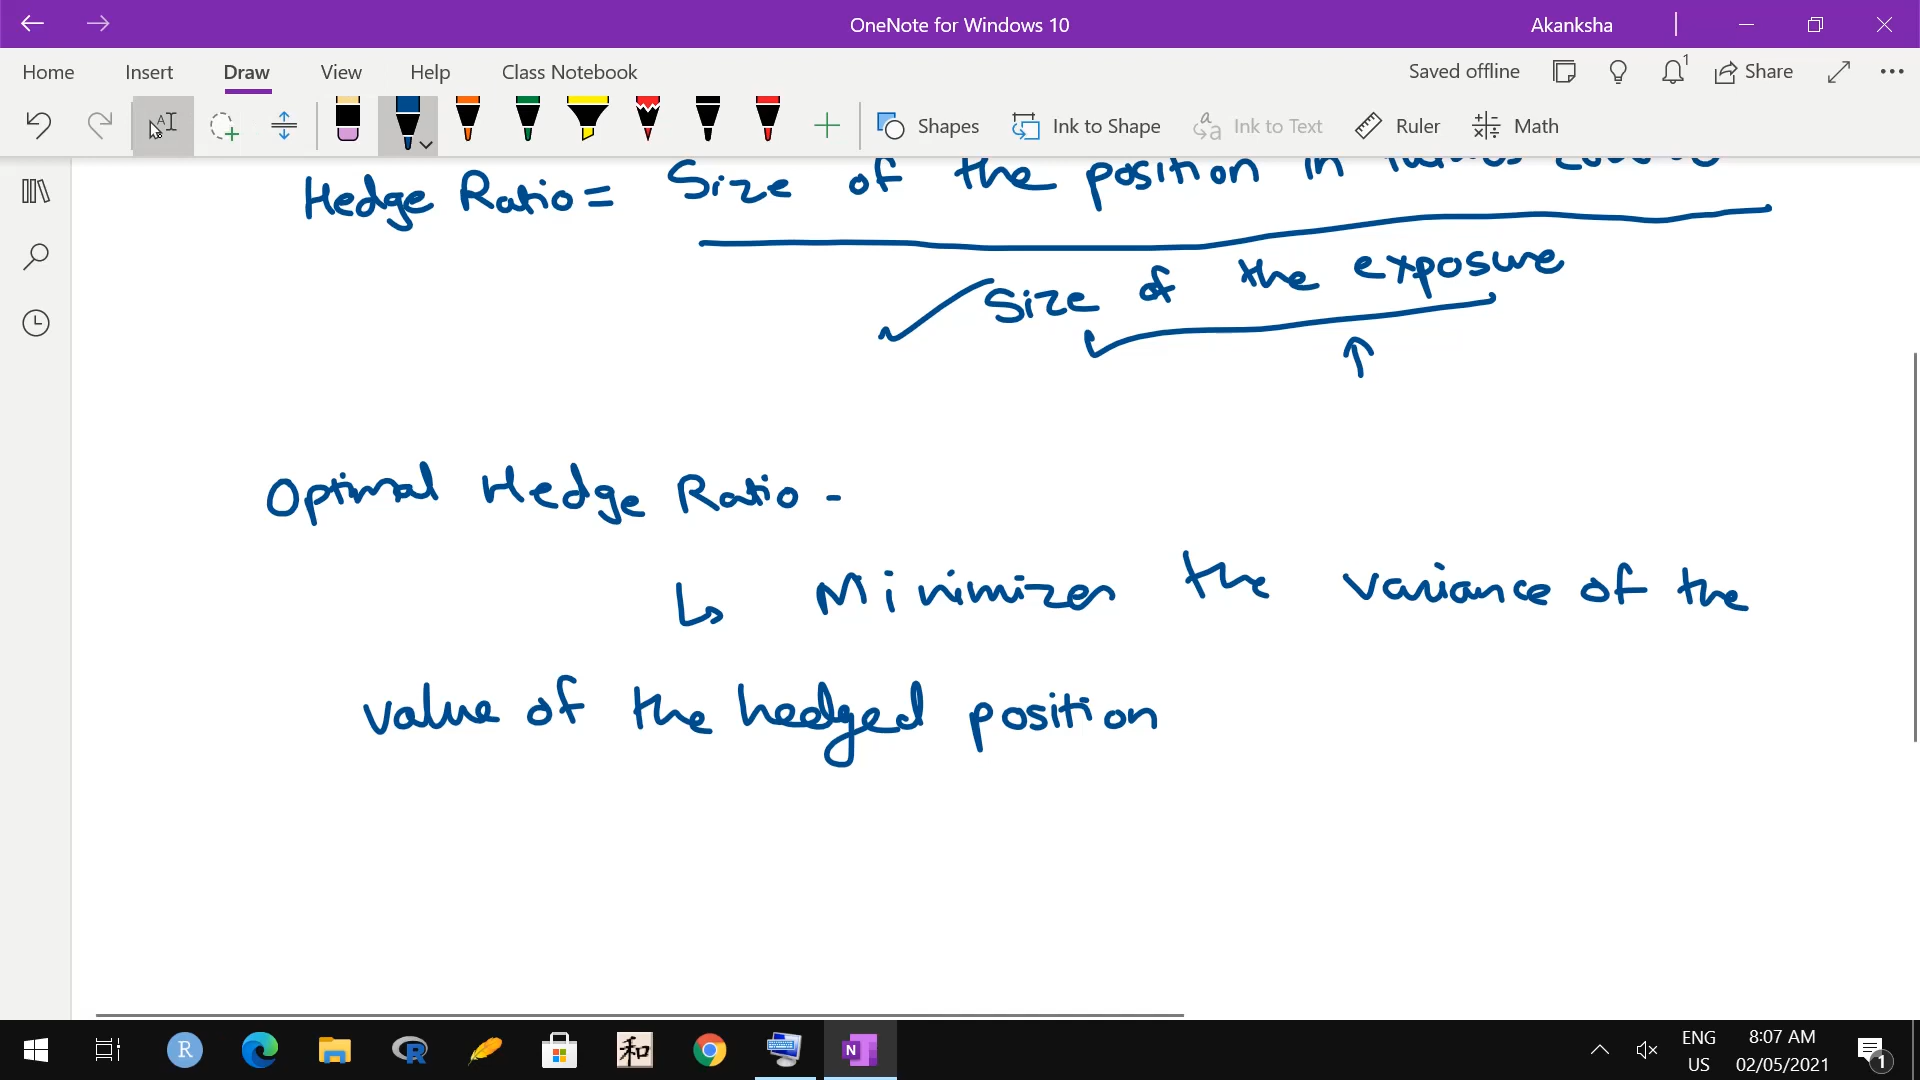 OneNote for Windows 10
Akanksha
Home Insert Draw View Help Class Notebook
Saved offline 1 Share
Shapes Ink to Shape Ink to Text Ruler Math
Hedge Ratio = Size of the position in
Size of the exposure
Optimal Hedge Ratio -
Minimizes the variance of the
value of the hedged position
ENG
US
8:07 AM
02/05/2021
1